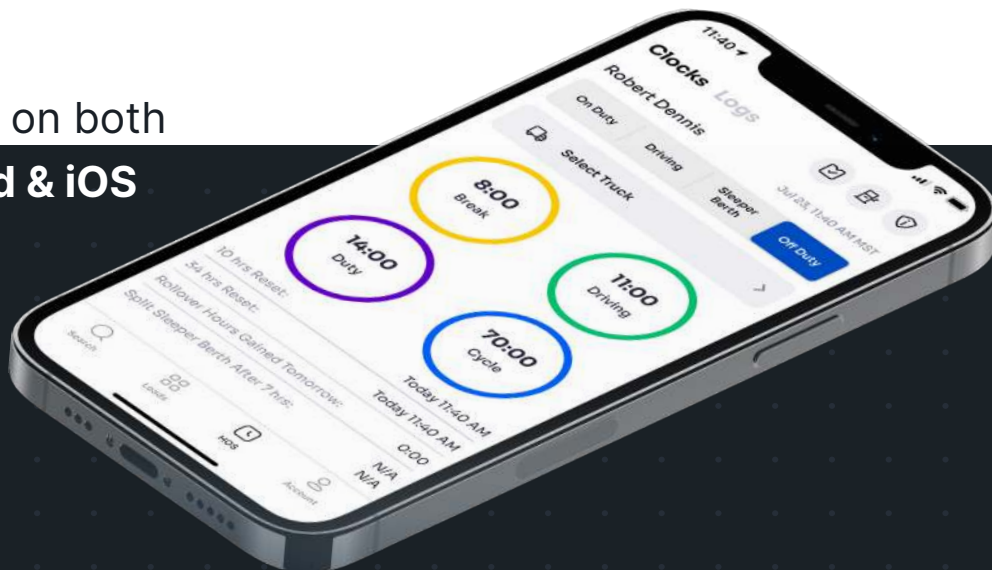 on both
d & iOS
11:40
Clocks Logs
Robert Dennis
Jul 23, 11:40 AM MST
On Duty
Driving
Sleeper
Berth
Off Duty
Select Truck
8:00
Break
11:00
Driving
14:00
Duty
70:00
Cycle
10 hrs Reset: Today 11:40 AM
34 hrs Reset: Today 11:40 AM
Rollover Hours Gained Tomorrow: 0:00
Split Sleeper Berth After 7 hrs: N/A
N/A
Search
Loads
HOS
Account